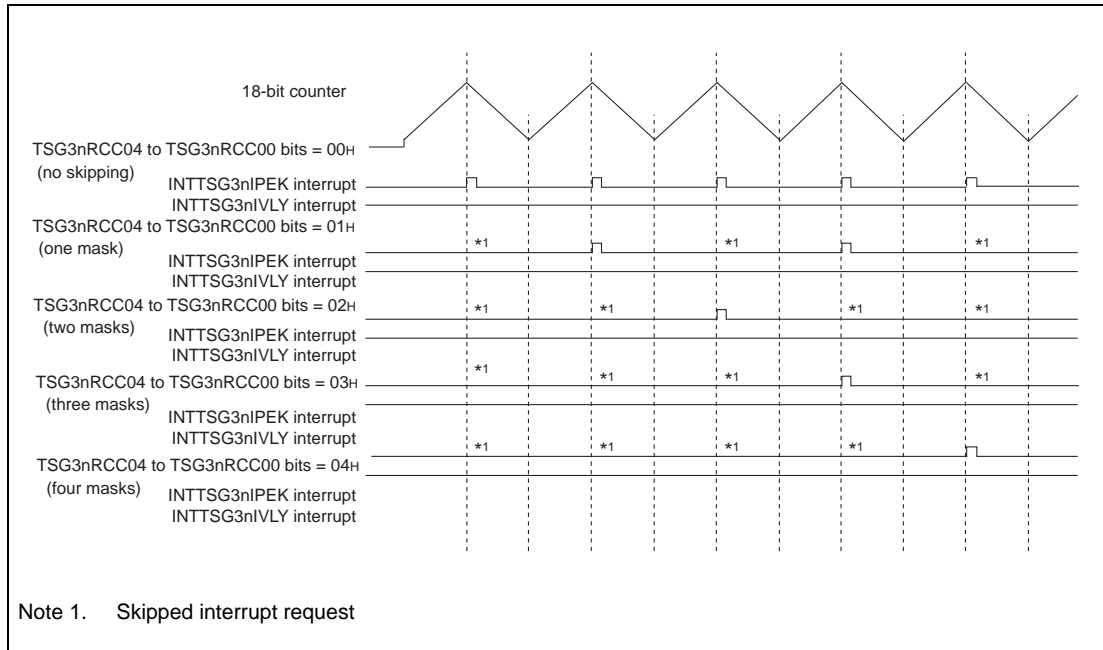 18-bit counter
TSG3nRCC04 to TSG3nRCC00 bits = 00H
(no skipping)
INTTSG3nIPEK interrupt
INTTSG3nIVLY interrupt
TSG3nRCC04 to TSG3nRCC00 bits = 01H
(one mask)
*1 *1 *1
INTTSG3nIPEK interrupt
INTTSG3nIVLY interrupt
TSG3nRCC04 to TSG3nRCC00 bits = 02H
*1 *1 *1 *1
(two masks)
INTTSG3nIPEK interrupt
INTTSG3nIVLY interrupt
*1 *1 *1 *1
TSG3nRCC04 to TSG3nRCC00 bits = 03H
(three masks)
INTTSG3nIPEK interrupt
INTTSG3nIVLY interrupt
*1 *1 *1 *1
TSG3nRCC04 to TSG3nRCC00 bits = 04H
(four masks)
INTTSG3nIPEK interrupt
INTTSG3nIVLY interrupt
Note 1. Skipped interrupt request